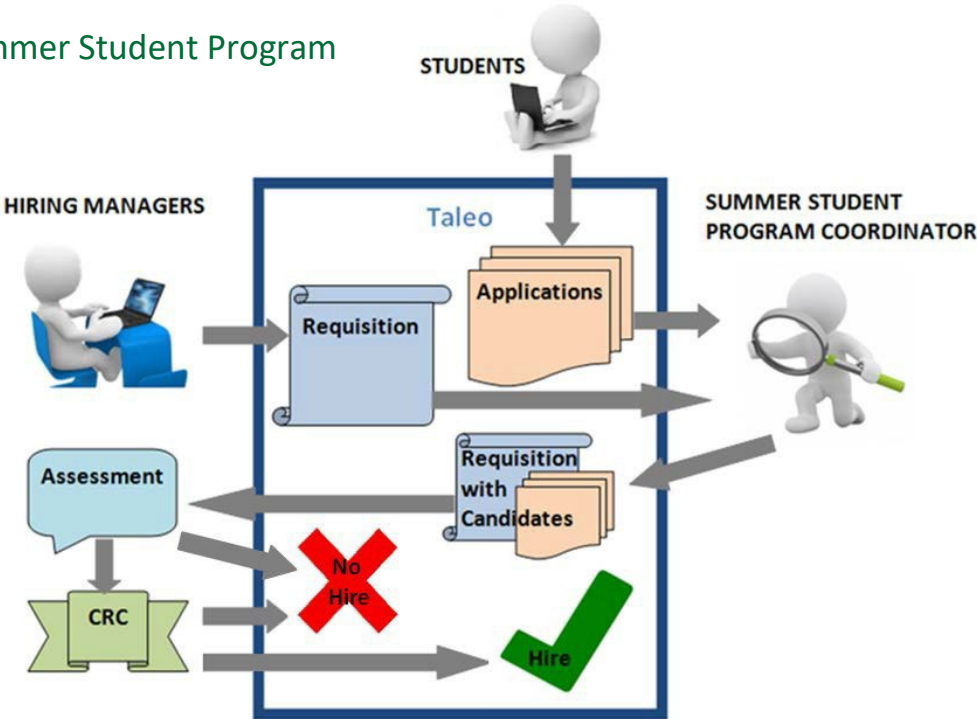 Student Program
STUDENTS
HIRING MANAGERS
Taleo
SUMMER STUDENT
PROGRAM COORDINATOR
Applications
Requisition
Requisition
with
Candidates
Assessment
No
Hire
CRC
Hire